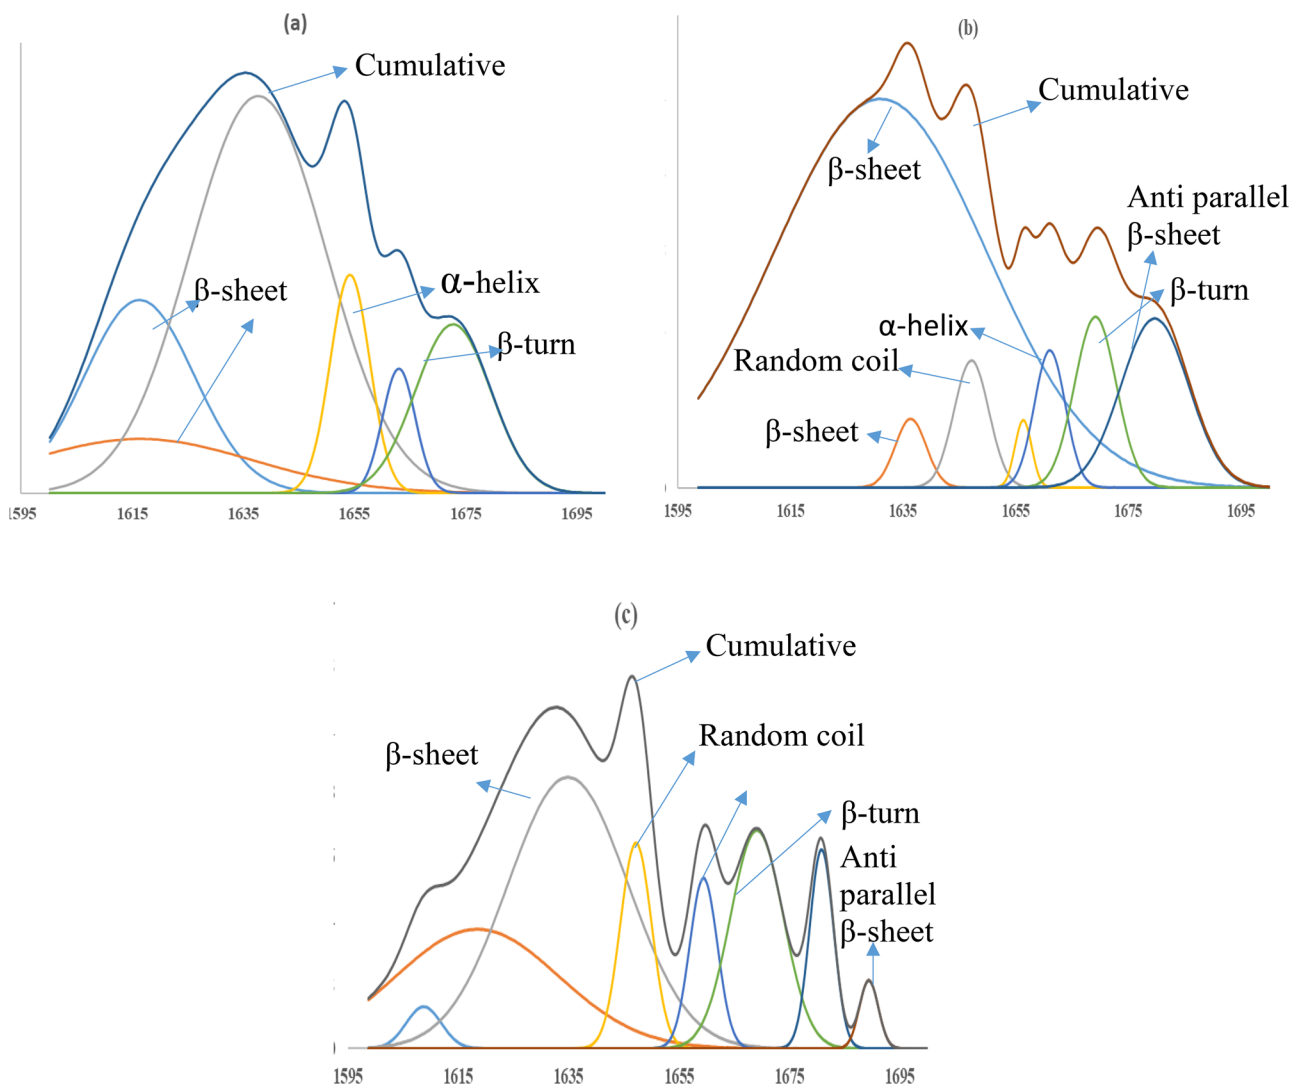 (a)
Cumulative
β-sheet
α-helix
β-turn
1595 1615 1635 1655 1675 1695
(b)
Cumulative
β-sheet
Anti parallel
β-sheet
β-turn
α-helix
Random coil
β-sheet
1595 1615 1635 1655 1675 1695
(c)
Cumulative
Random coil
β-sheet
β-turn
Anti
parallel
β-sheet
1595 1615 1635 1655 1675 1695